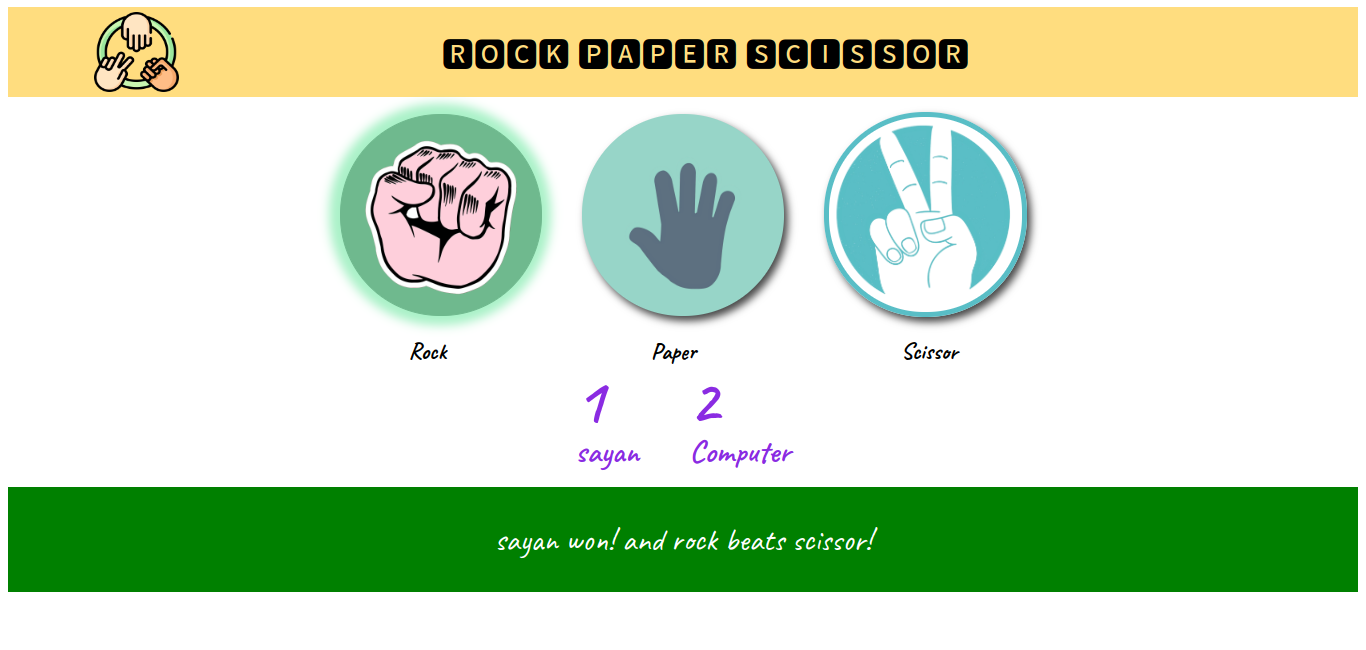 ROCK PAPER SCISSOR
Rock Paper Scissor
1 2
sayan Computer
sayan won! and rock beats scissor!